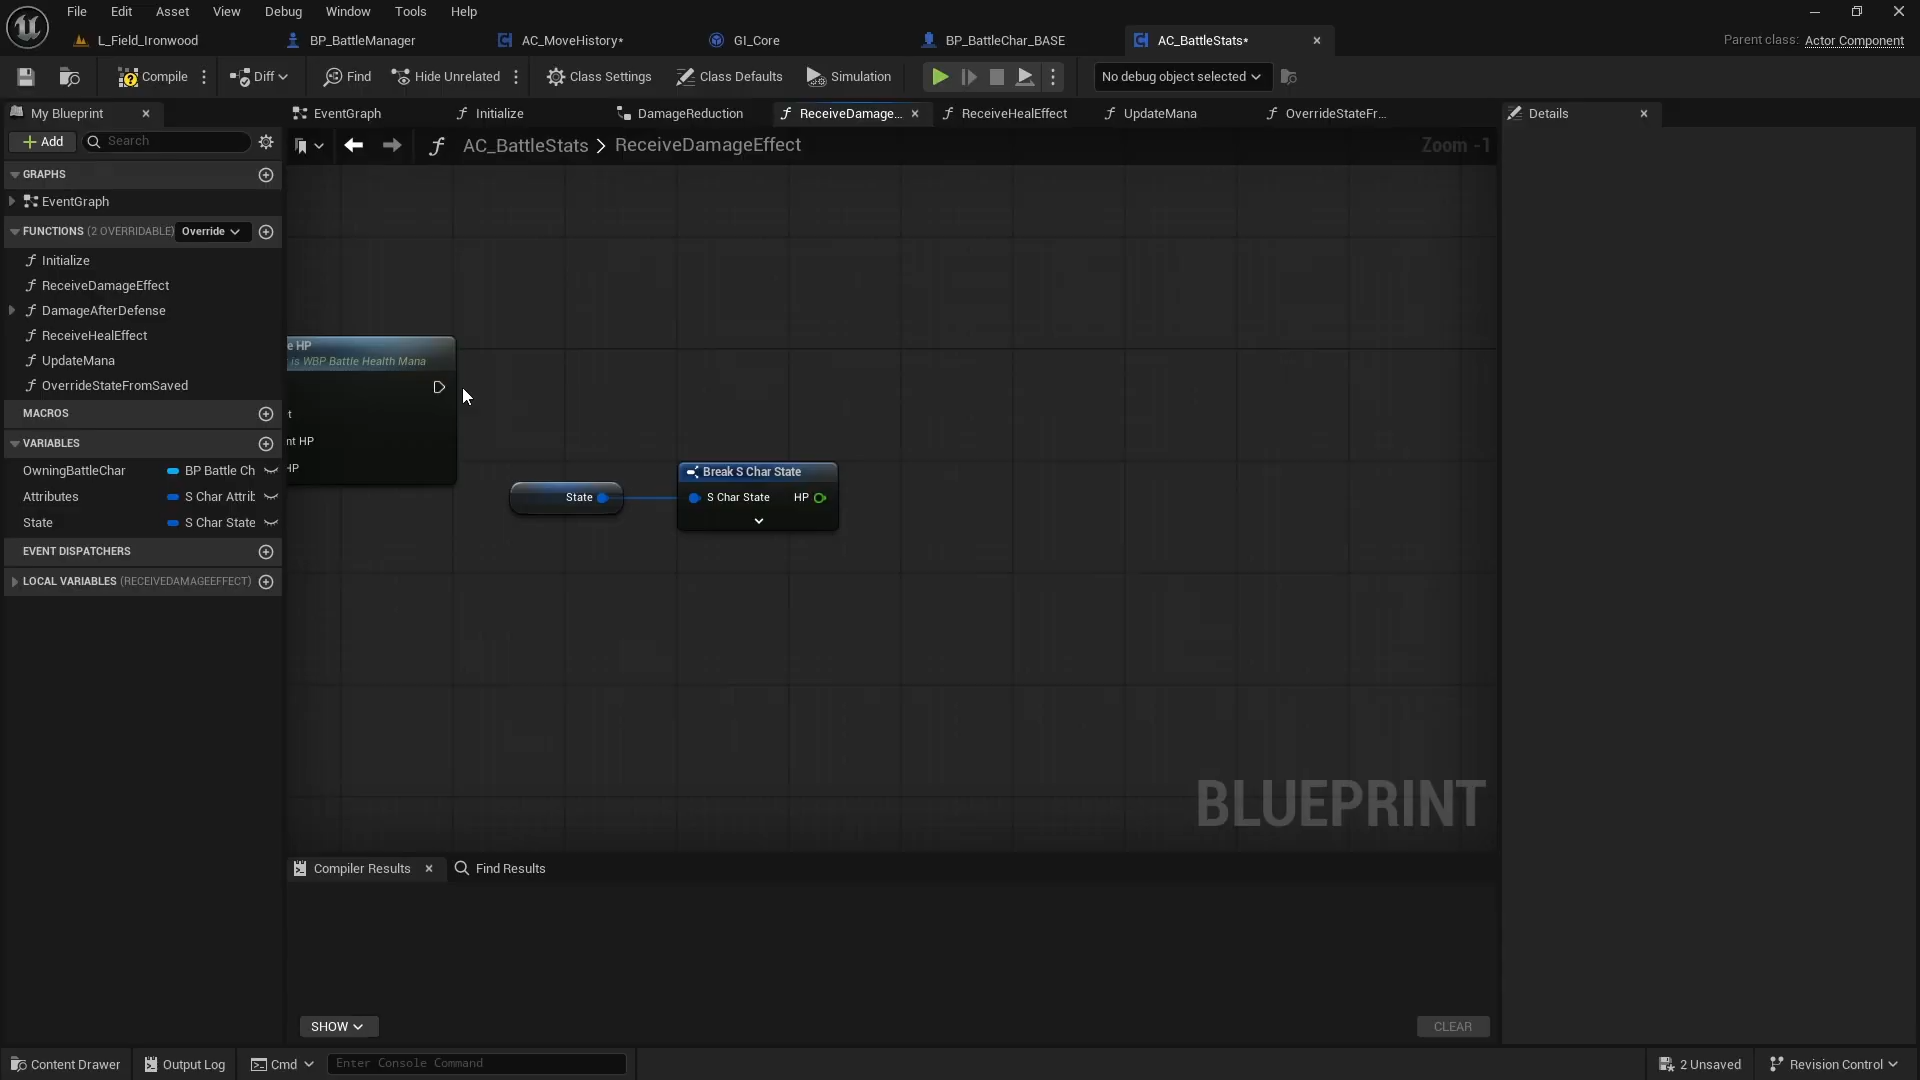 File Edit Asset View Debug Window Tools Help
L_Field_Ironwood BP_BattleManager AC_MoveHistory* GI_Core BP_BattleChar_BASE AC_BattleStats* Parent class: Actor Component
Compile Diff Find Hide Unrelated Class Settings Class Defaults Simulation No debug object selected
My Blueprint EventGraph Initialize DamageReduction ReceiveDamage... ReceiveHealEffect UpdateMana OverrideStateFr... Details
Add Search AC_BattleStats > ReceiveDamageEffect Zoom -1
GRAPHS
EventGraph
FUNCTIONS (2 OVERRIDABLE) Override
Initialize
ReceiveDamageEffect
DamageAfterDefense
ReceiveHealEffect
UpdateMana
OverrideStateFromSaved
MACROS
VARIABLES
OwningBattleChar BP Battle Ch
Attributes S Char Attrib
State S Char State
EVENT DISPATCHERS
LOCAL VARIABLES (RECEIVEDAMAGEEFFECT)
e HP
t is WBP Battle Health Mana
t
nt HP
HP
State
Break S Char State
S Char State HP
BLUEPRINT
Compiler Results Find Results
SHOW CLEAR
Content Drawer Output Log Cmd Enter Console Command 2 Unsaved Revision Control